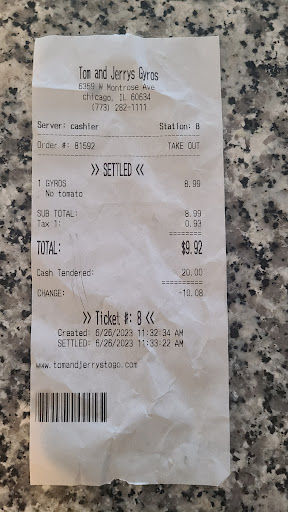 Tom and Jerrys Gyros
6359 W Montrose Ave
chicago, IL 60634
(773) 282-1111
Server: cashier Station: 8
Order #: 81592 TAKE OUT
>> SETTLED <<
1 GYROS 8.99
No tomato
SUB TOTAL: 8.99
Tax 1: 0.93
=========
TOTAL: $9.92
Cash Tendered: 20.00
==========
CHANGE: -10.08
>> Ticket #: 8 <<
Created: 6/26/2023 11:32:34 AM
SETTLED: 6/26/2023 11:33:22 AM
www.tomandjerrystogo.com